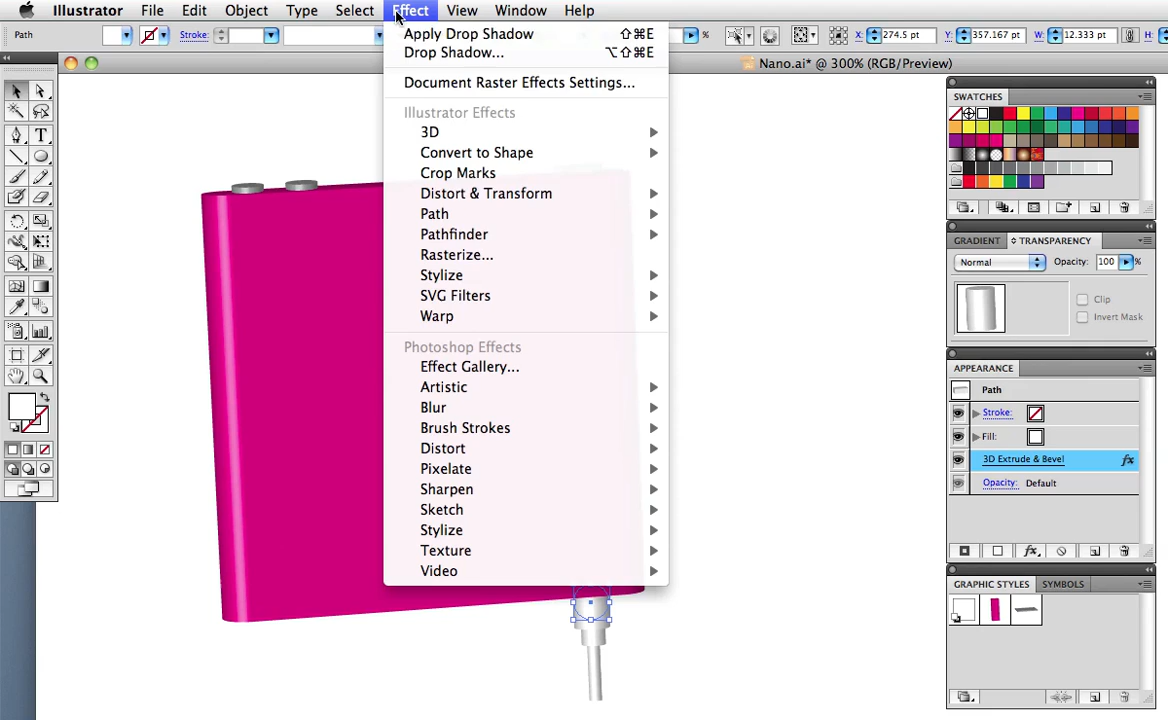 Illustrator File Edit Object Type Select Effect View Window Help
Path Stroke: % X: 274.5 pt Y: 357.167 pt W: 12.333 pt H:
Nano.ai* @ 300% (RGB/Preview)
Apply Drop Shadow ⇧⌘E
Drop Shadow... ⌥⇧⌘E
Document Raster Effects Settings...
Illustrator Effects
3D
Convert to Shape
Crop Marks
Distort & Transform
Path
Pathfinder
Rasterize...
Stylize
SVG Filters
Warp
Photoshop Effects
Effect Gallery...
Artistic
Blur
Brush Strokes
Distort
Pixelate
Sharpen
Sketch
Stylize
Texture
Video
SWATCHES
GRADIENT TRANSPARENCY
Normal Opacity: 100 %
Clip
Invert Mask
APPEARANCE
Path
Stroke:
Fill:
3D Extrude & Bevel fx
Opacity: Default
fx
GRAPHIC STYLES SYMBOLS